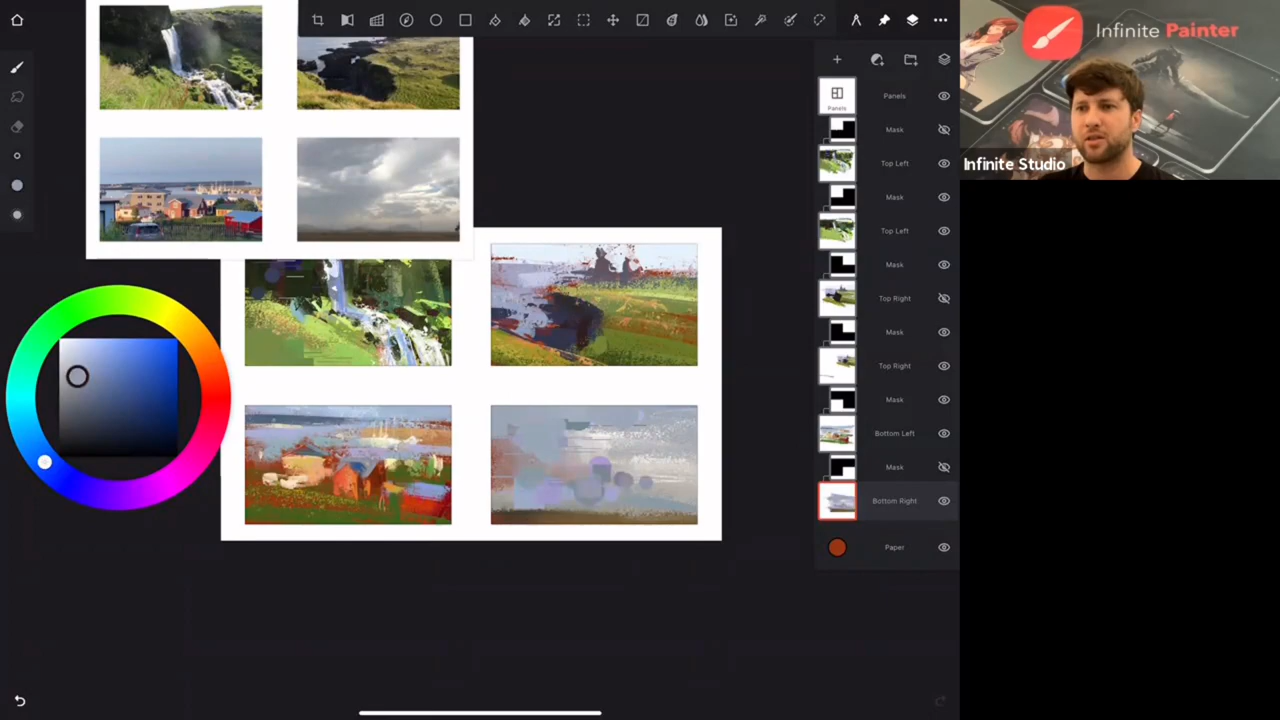 Infinite Painter
Infinite Studio
Panels
Panels
Mask
Top Left
Mask
Top Left
Mask
Top Right
Mask
Top Right
Mask
Bottom Left
Mask
Bottom Right
Paper